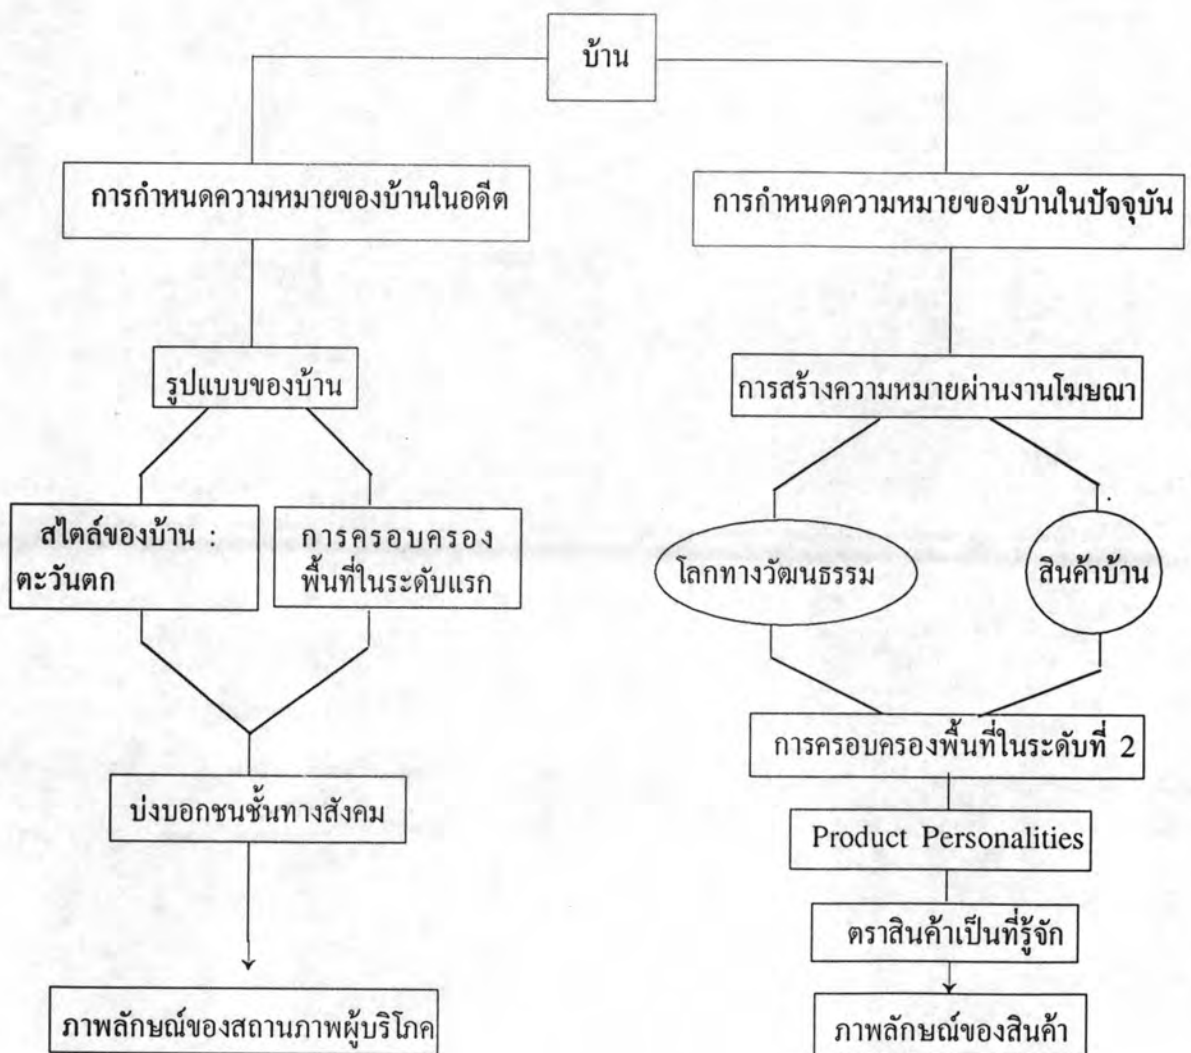 บ้าน
การกำหนดความหมายของบ้านในอดีต
การกำหนดความหมายของบ้านในปัจจุบัน
รูปแบบของบ้าน
การสร้างความหมายผ่านงานโฆษณา
สไตล์ของบ้าน :
ตะวันตก
การครอบครอง
พื้นที่ในระดับแรก
โลกทางวัฒนธรรม
สินค้าบ้าน
การครอบครองพื้นที่ในระดับที่ 2
บ่งบอกชนชั้นทางสังคม
Product Personalities
ตราสินค้าเป็นที่รู้จัก
ภาพลักษณ์ของสถานภาพผู้บริโภค
ภาพลักษณ์ของสินค้า